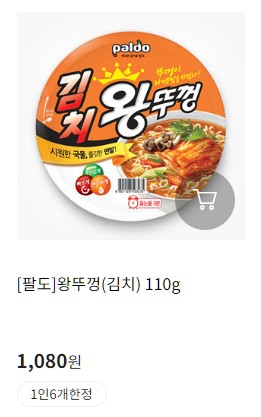 paldo
뚜껑이
김치
왕뚜껑
시원한 국물, 쫄깃한 면발!
[팔도]왕뚜껑(김치) 110g
1,080원
1인6개한정